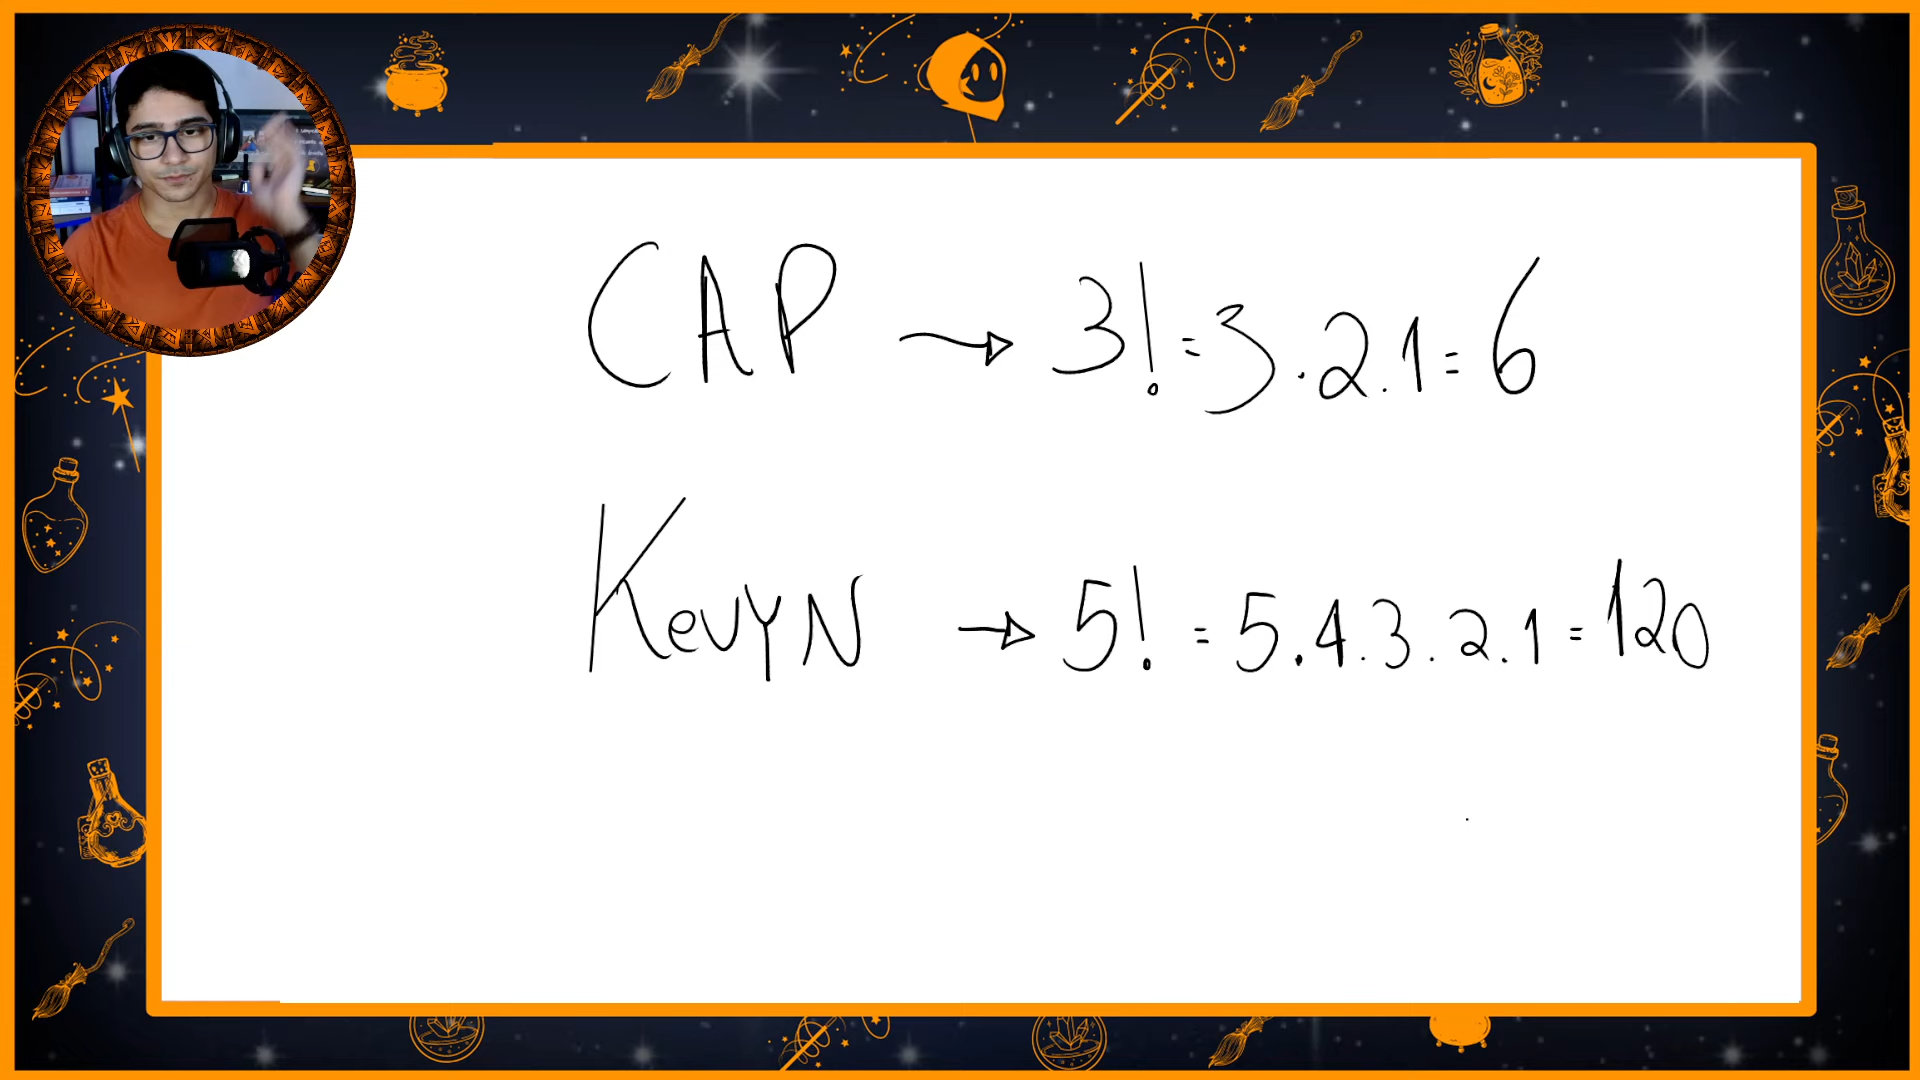 CAP → 3! = 3.2.1 = 6
KevYN → 5! = 5.4.3.2.1 = 120